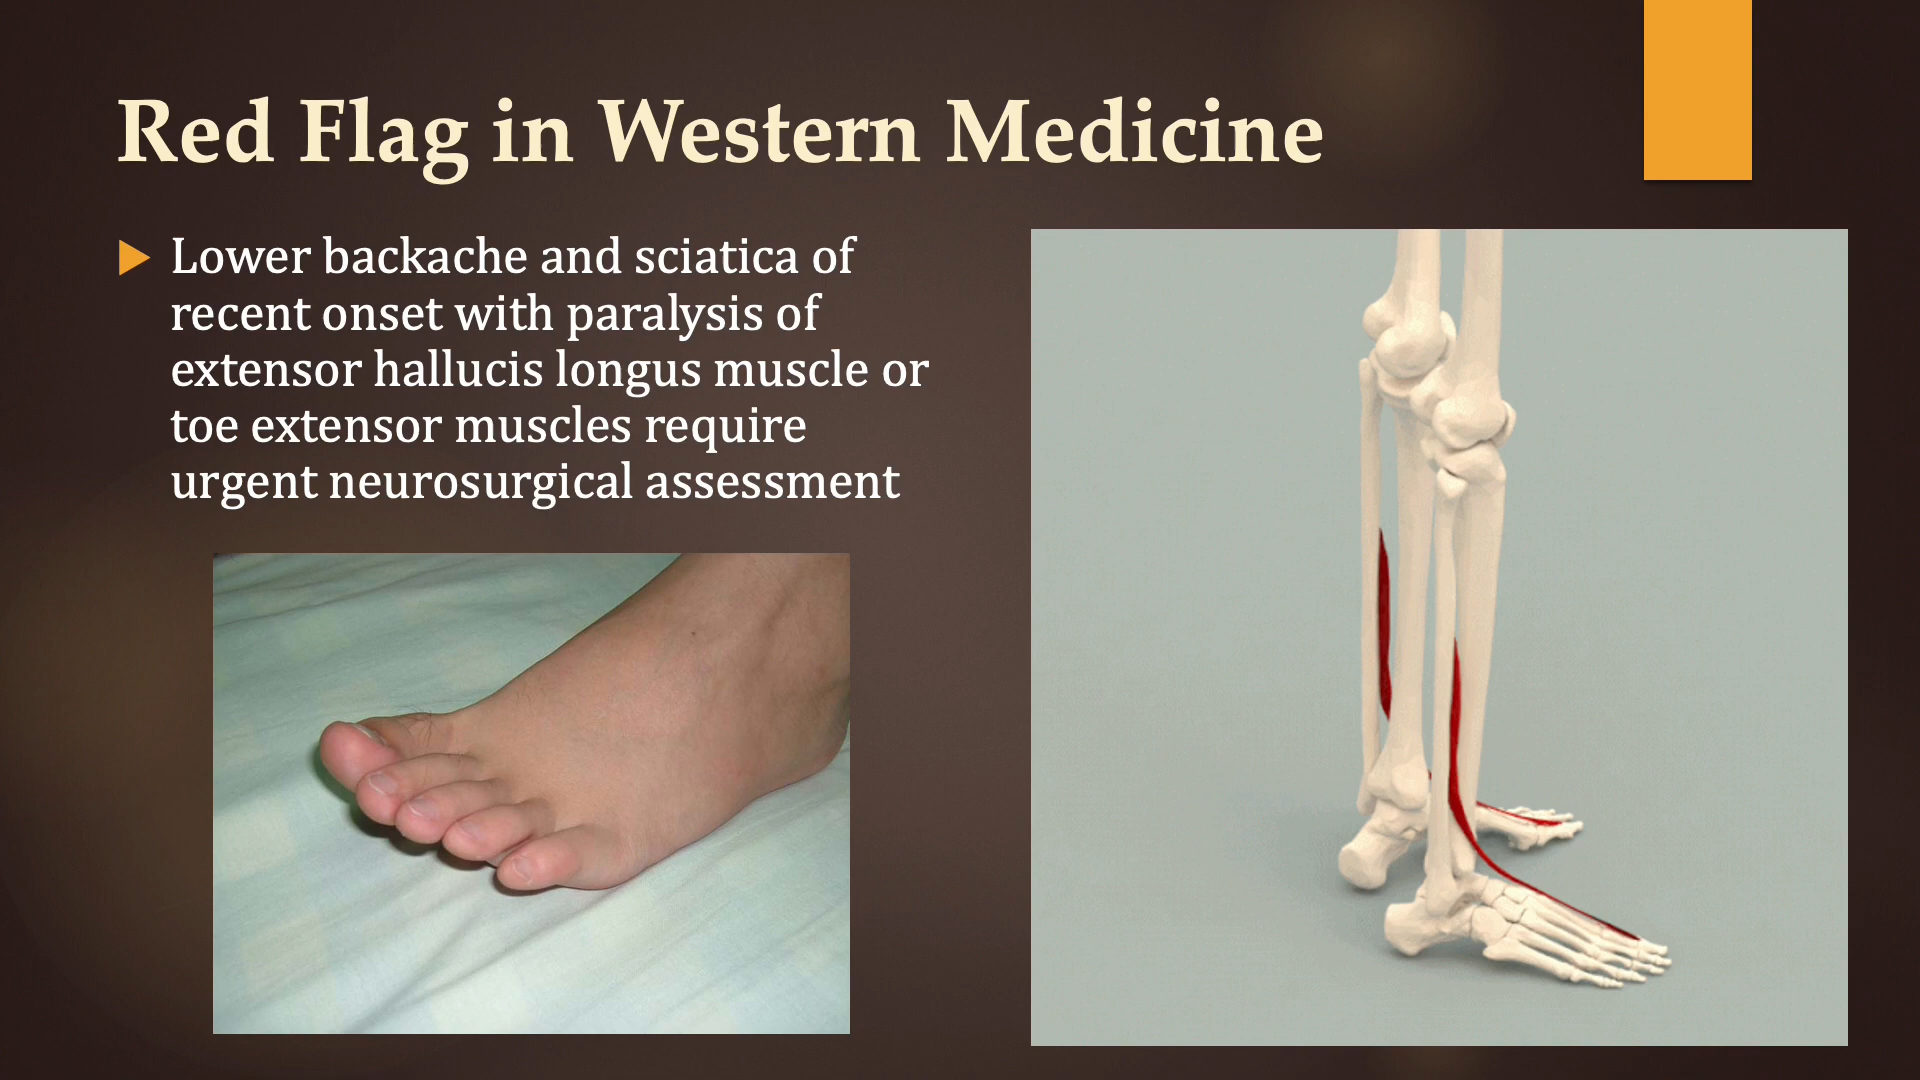 Red Flag in Western Medicine
Lower backache and sciatica of
recent onset with paralysis of
extensor hallucis longus muscle or
toe extensor muscles require
urgent neurosurgical assessment